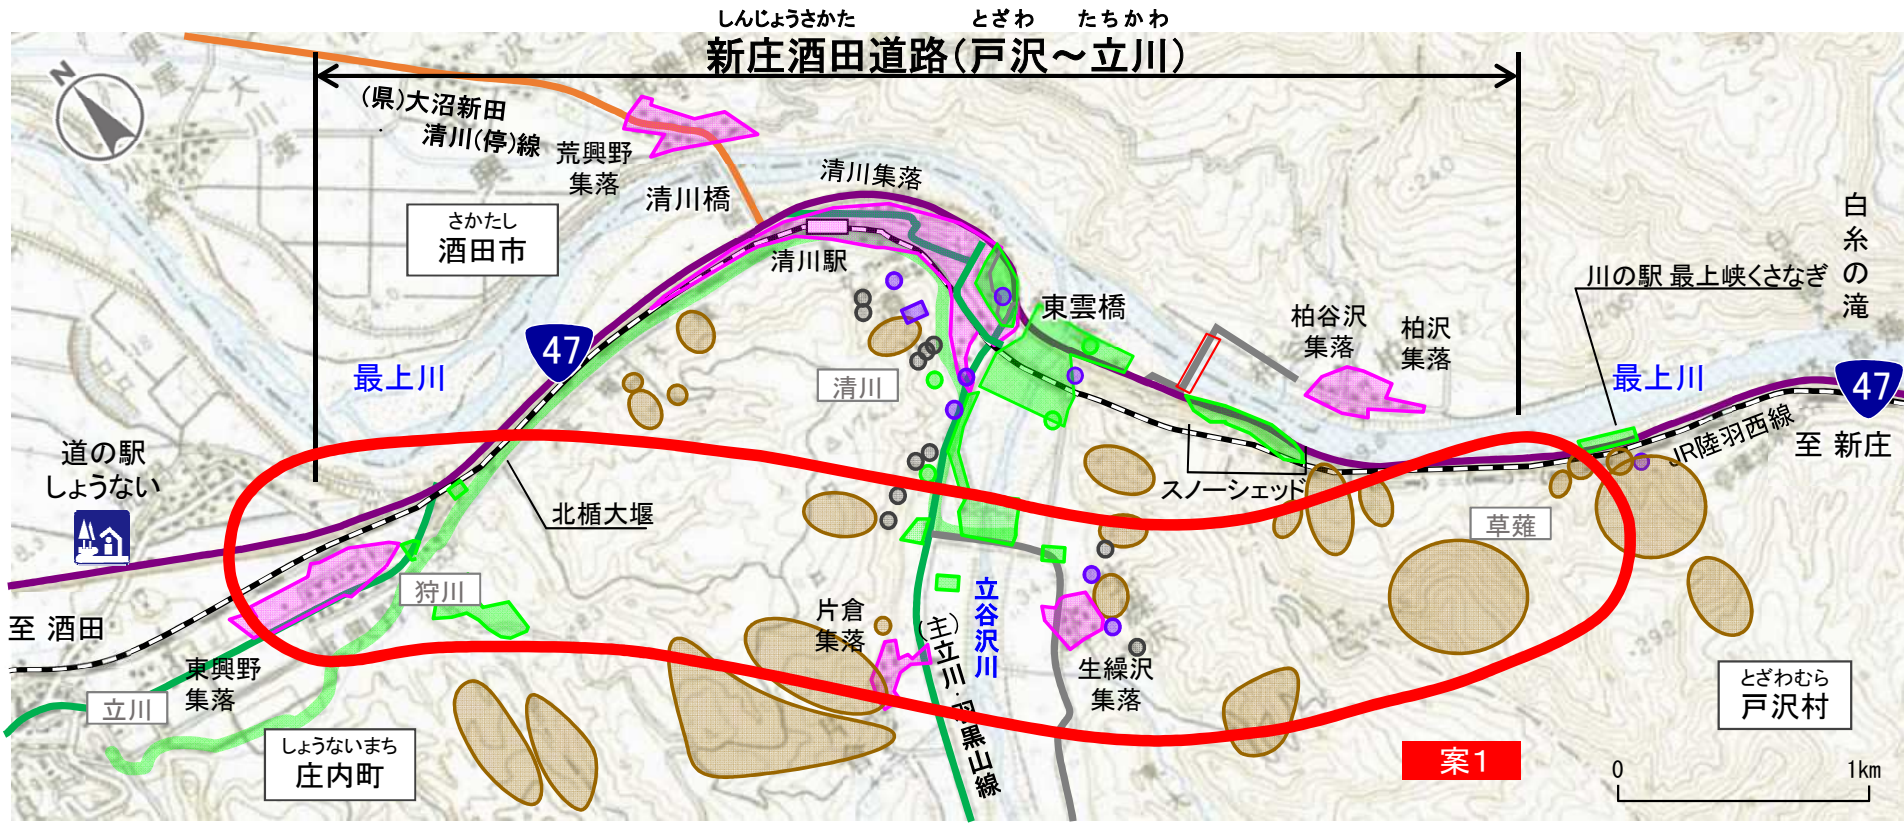 しんじょうさかた とざわ たちかわ
新庄酒田道路(戸沢～立川)
N
(県)大沼新田
清川(停)線
荒興野
集落
清川橋
清川集落
さかたし
酒田市
清川駅
東雲橋
白糸の滝
川の駅 最上峡くさなぎ
柏谷沢
集落
柏沢
集落
47
最上川
清川
最上川
47
JR陸羽西線
至 新庄
道の駅
しょうない
北楯大堰
スノーシェッド
草薙
狩川
立谷沢川
片倉
集落
(主)立川・羽黒山線
生繰沢
集落
至 酒田
東興野
集落
立川
しょうないまち
庄内町
とざわむら
戸沢村
案1
0 1km